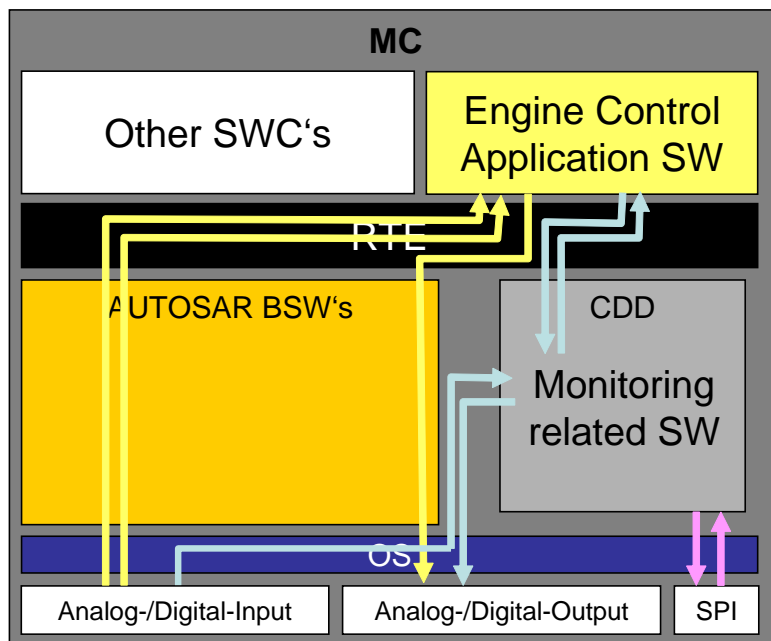 MC
Other SWC‘s
Engine Control
Application SW
RTE
AUTOSAR BSW‘s
CDD
Monitoring
related SW
OS
Analog-/Digital-Input
Analog-/Digital-Output
SPI